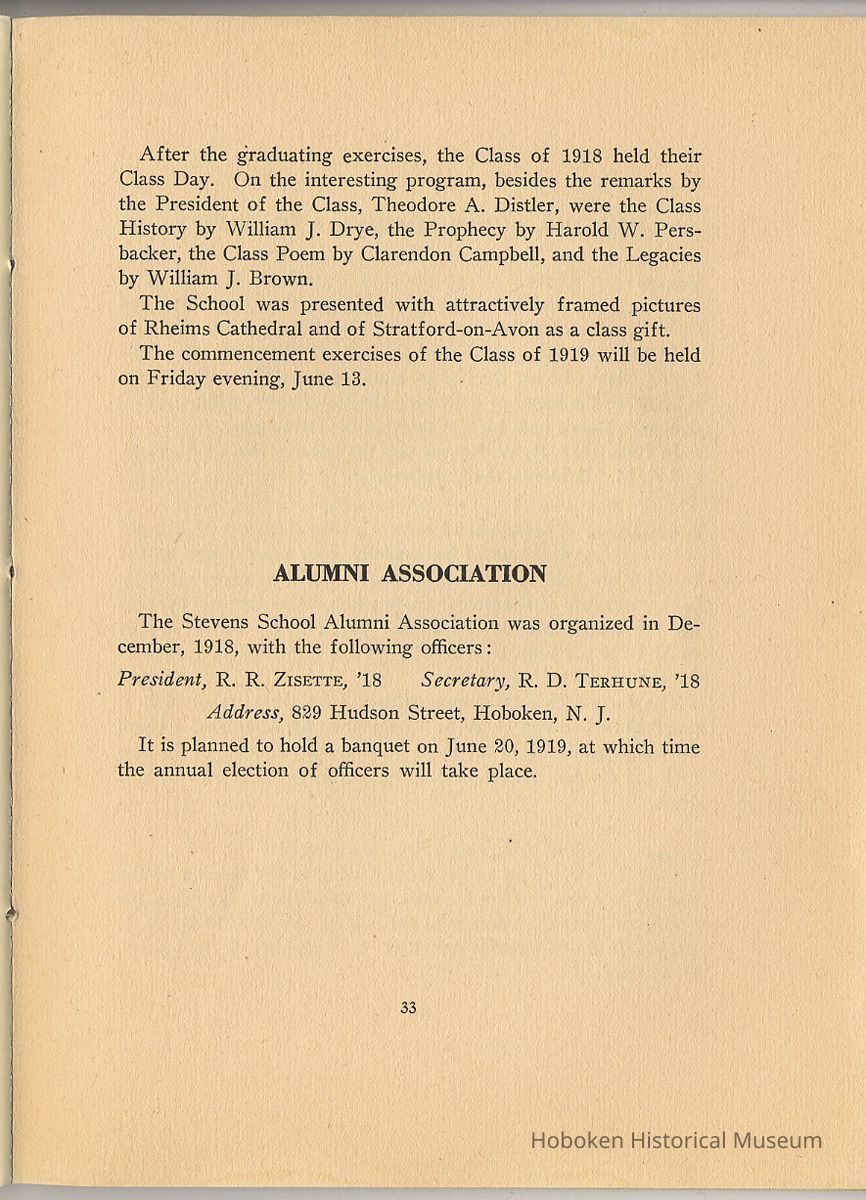 After the graduating exercises, the Class of 1918 held their
Class Day. On the interesting program, besides the remarks by
the President of the Class, Theodore A. Distler, were the Class
History by William J. Drye, the Prophecy by Harold W. Pers-
backer, the Class Poem by Clarendon Campbell, and the Legacies
by William J. Brown.
The School was presented with attractively framed pictures
of Rheims Cathedral and of Stratford-on-Avon as a class gift.
The commencement exercises of the Class of 1919 will be held
on Friday evening, June 13.
ALUMNI ASSOCIATION
The Stevens School Alumni Association was organized in De-
cember, 1918, with the following officers:
President, R. R. ZISETTE, '18 Secretary, R. D. TERHUNE, '18
Address, 829 Hudson Street, Hoboken, N. J.
It is planned to hold a banquet on June 20, 1919, at which time
the annual election of officers will take place.
33
Hoboken Historical Museum